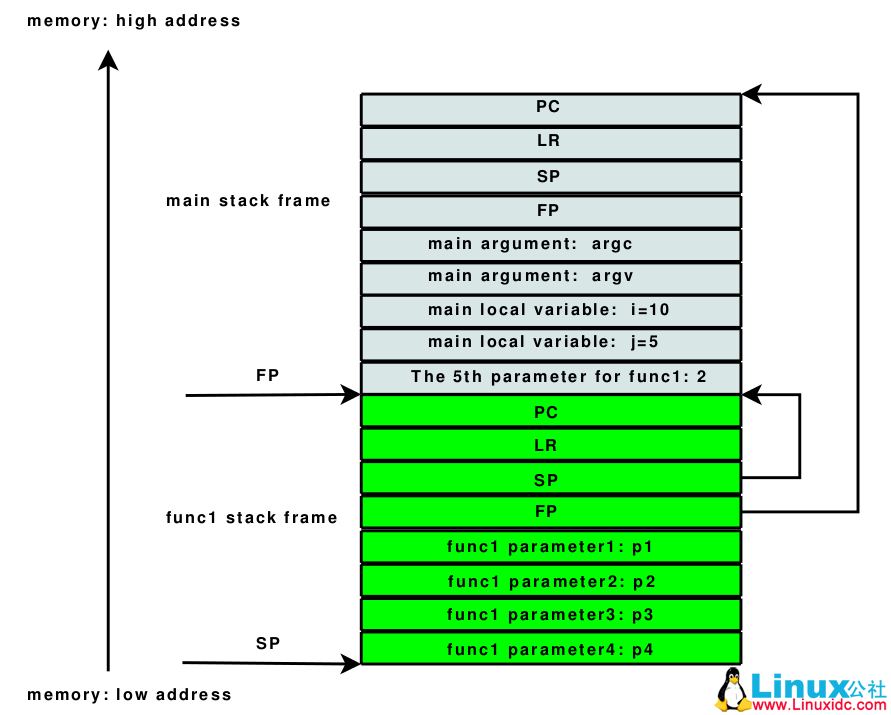 memory: high address
PC
LR
SP
main stack frame
FP
main argument: argc
main argument: argv
main local variable: i=10
main local variable: j=5
FP
The 5th parameter for func1: 2
PC
LR
SP
FP
func1 stack frame
func1 parameter1: p1
func1 parameter2: p2
func1 parameter3: p3
SP
func1 parameter4: p4
memory: low address
Linux公社
www.Linuxidc.com